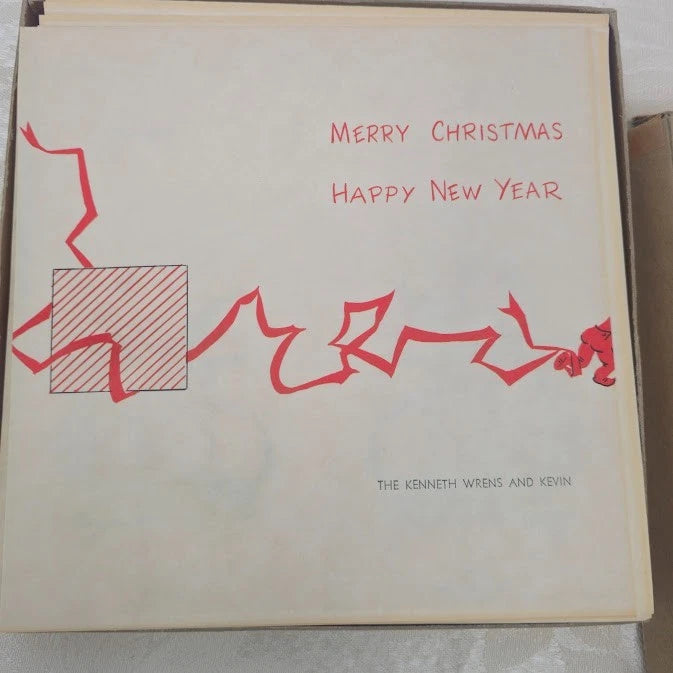 MERRY CHRISTMAS
HAPPY NEW YEAR
THE KENNETH WRENS AND KEVIN